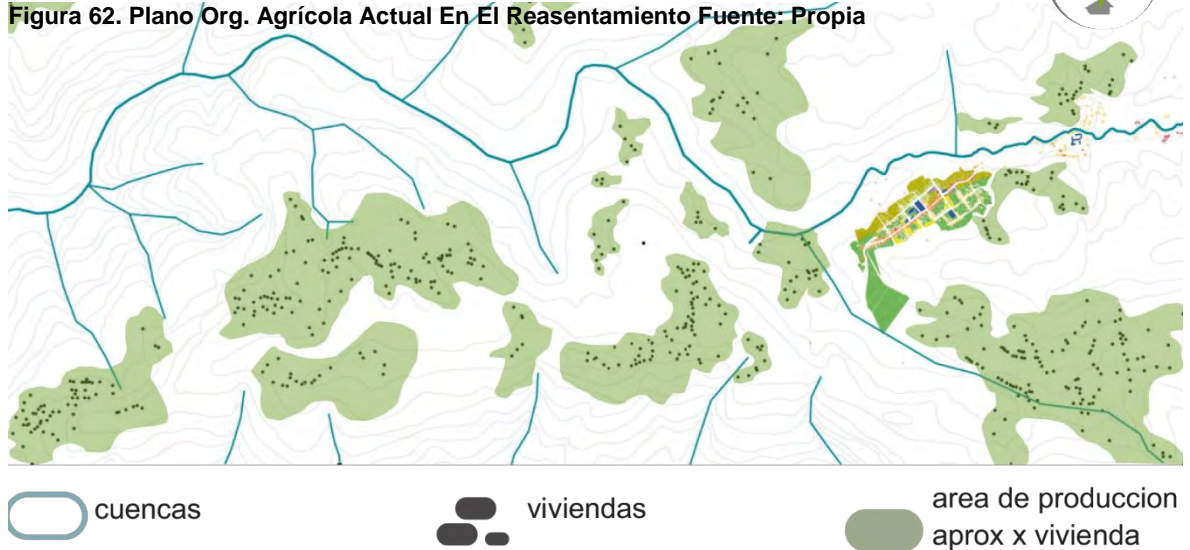 Figura 62. Plano Org. Agrícola Actual En El Reasentamiento Fuente: Propia
cuencas
viviendas
area de produccion
aprox x vivienda